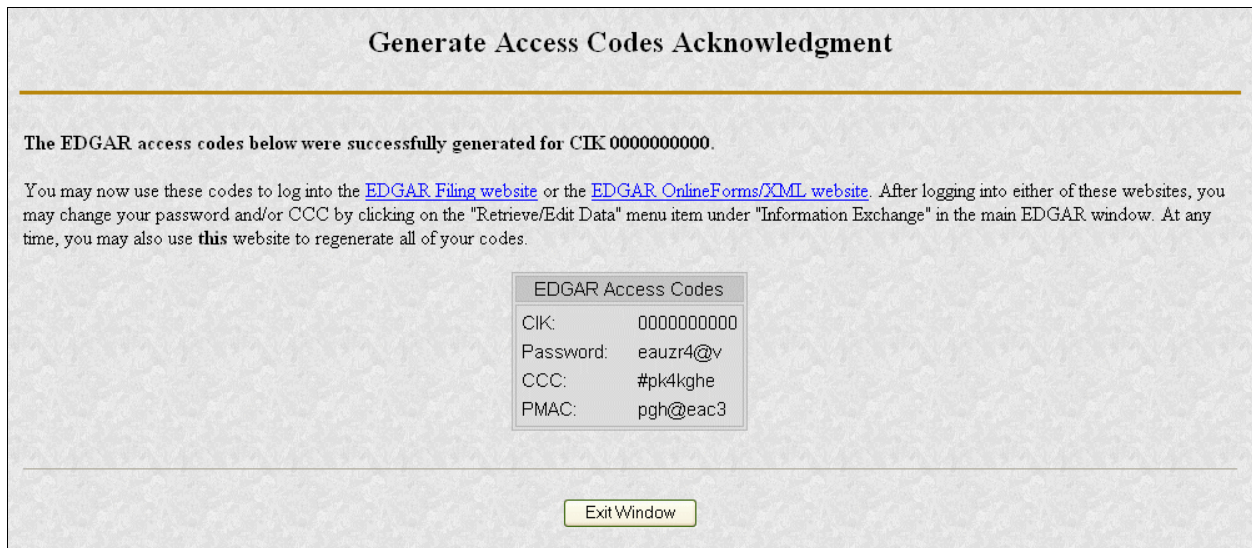 Generate Access Codes Acknowledgment
The EDGAR access codes below were successfully generated for CIK 0000000000.
You may now use these codes to log into the EDGAR Filing website or the EDGAR OnlineForms/XML website. After logging into either of these websites, you
may change your password and/or CCC by clicking on the "Retrieve/Edit Data" menu item under "Information Exchange" in the main EDGAR window. At any
time, you may also use this website to regenerate all of your codes.
EDGAR Access Codes
CIK: 0000000000
Password: eauzr4@v
CCC: #pk4kghe
PMAC: pgh@eac3
Exit Window